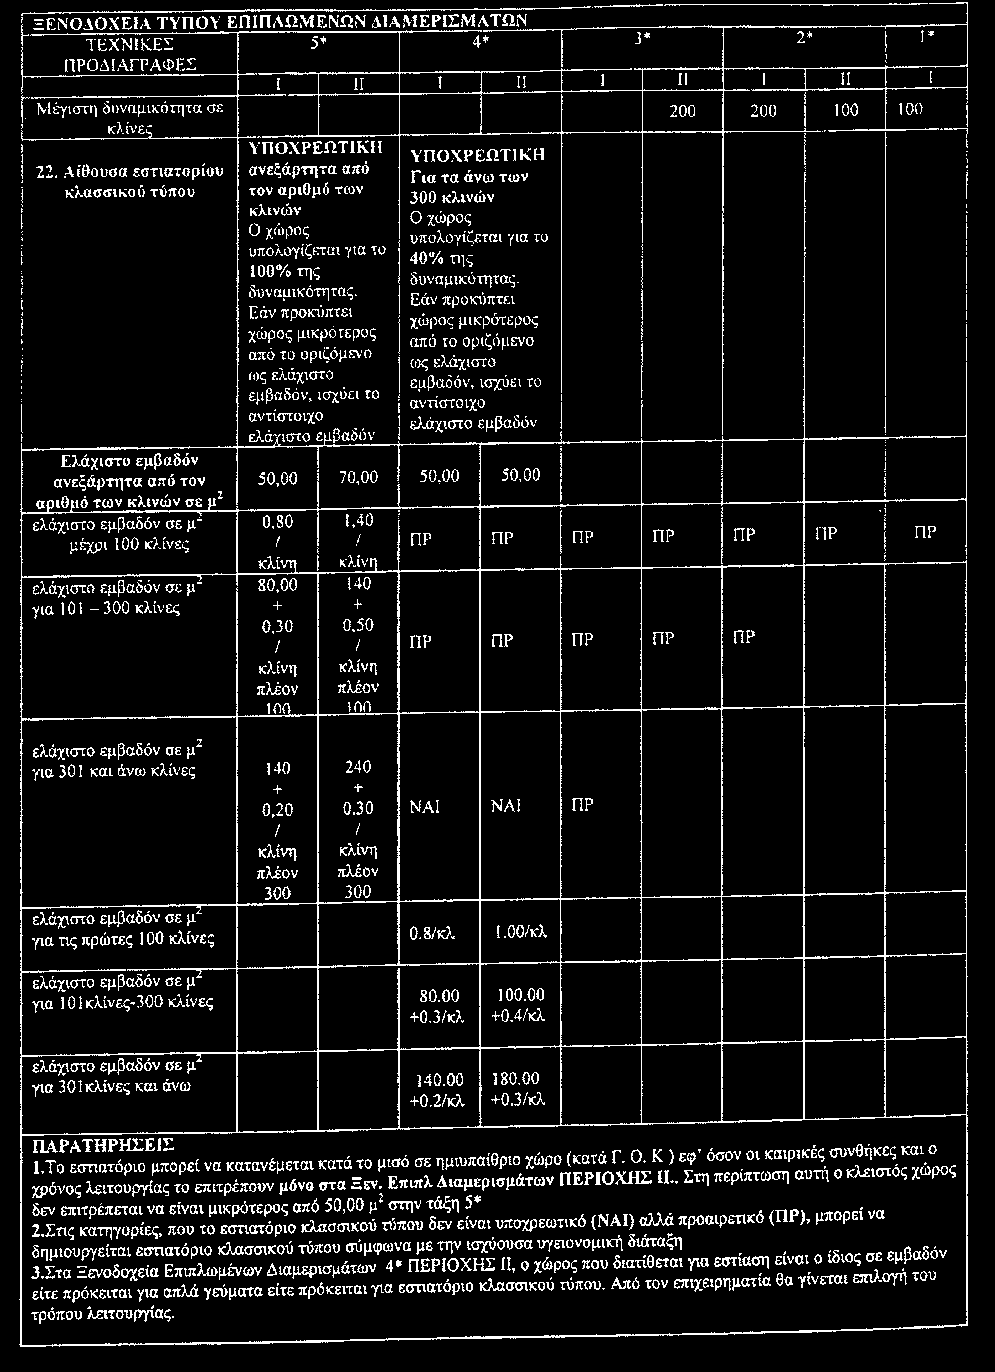 ΞΕΝΟΔΟΧΕΙΑ ΤΥΠΟΥ ΕΠΙΠΛΩΜΕΝΩΝ ΔΙΑΜΕΡΙΣΜΑΤΩΝ
ΤΕΧΝΙΚΕΣ ΠΡΟΔΙΑΓΡΑΦΕΣ 5* 4* 3* 2* 1*
I II I II I II I II I
Μέγιστη δυναμικότητα σε κλίνες 200 200 100 100
22. Αίθουσα εστιατορίου
κλασσικού τύπου
ΥΠΟΧΡΕΩΤΙΚΗ
ανεξάρτητα από
τον αριθμό των
κλινών
Ο χώρος
υπολογίζεται για το
100% της
δυναμικότητας.
Εάν προκύπτει
χώρος μικρότερος
από το οριζόμενο
ως ελάχιστο
εμβαδόν, ισχύει το
αντίστοιχο
ελάχιστο εμβαδόν
ΥΠΟΧΡΕΩΤΙΚΗ
Για τα άνω των
300 κλινών
Ο χώρος
υπολογίζεται για το
40% της
δυναμικότητας.
Εάν προκύπτει
χώρος μικρότερος
από το οριζόμενο
ως ελάχιστο
εμβαδόν, ισχύει το
αντίστοιχο
ελάχιστο εμβαδόν
Ελάχιστο εμβαδόν
ανεξάρτητα από τον
αριθμό των κλινών σε μ²
50,00 70,00 50,00 50,00
ελάχιστο εμβαδόν σε μ²
μέχρι 100 κλίνες
0,80 / κλίνη 1,40 / κλίνη ΠΡ ΠΡ ΠΡ ΠΡ ΠΡ ΠΡ ΠΡ
ελάχιστο εμβαδόν σε μ²
για 101 – 300 κλίνες
80,00 + 0,30 / κλίνη πλέον 100
140 + 0,50 / κλίνη πλέον 100
ΠΡ ΠΡ ΠΡ ΠΡ ΠΡ
ελάχιστο εμβαδόν σε μ²
για 301 και άνω κλίνες
140 + 0,20 / κλίνη πλέον 300
240 + 0,30 / κλίνη πλέον 300
ΝΑΙ ΝΑΙ ΠΡ
ελάχιστο εμβαδόν σε μ²
για τις πρώτες 100 κλίνες
0.8/κλ 1.00/κλ
ελάχιστο εμβαδόν σε μ²
για 101κλίνες-300 κλίνες
80.00 100.00
+0.3/κλ +0.4/κλ
ελάχιστο εμβαδόν σε μ²
για 301κλίνες και άνω
140.00 180.00
+0.2/κλ +0.3/κλ
ΠΑΡΑΤΗΡΗΣΕΙΣ
1.Το εστιατόριο μπορεί να κατανέμεται κατά το μισό σε ημιυπαίθριο χώρο (κατά Γ. Ο. Κ ) εφ' όσον οι καιρικές συνθήκες και ο
χρόνος λειτουργίας το επιτρέπουν μόνο στα Ξεν. Επιπλ Διαμερισμάτων ΠΕΡΙΟΧΗΣ ΙΙ.. Στη περίπτωση αυτή ο κλειστός χώρος
δεν επιτρέπεται να είναι μικρότερος από 50,00 μ² στην τάξη 5*
2.Στις κατηγορίες, που το εστιατόριο κλασσικού τύπου δεν είναι υποχρεωτικό (ΝΑΙ) αλλά προαιρετικό (ΠΡ), μπορεί να
δημιουργείται εστιατόριο κλασσικού τύπου σύμφωνα με την ισχύουσα υγειονομική διάταξη
3.Στα Ξενοδοχεία Επιπλωμένων Διαμερισμάτων 4* ΠΕΡΙΟΧΗΣ ΙΙ, ο χώρος που διατίθεται για εστίαση είναι ο ίδιος σε εμβαδόν
είτε πρόκειται για απλά γεύματα είτε πρόκειται για εστιατόριο κλασσικού τύπου. Από τον επιχειρηματία θα γίνεται επιλογή του
τρόπου λειτουργίας.